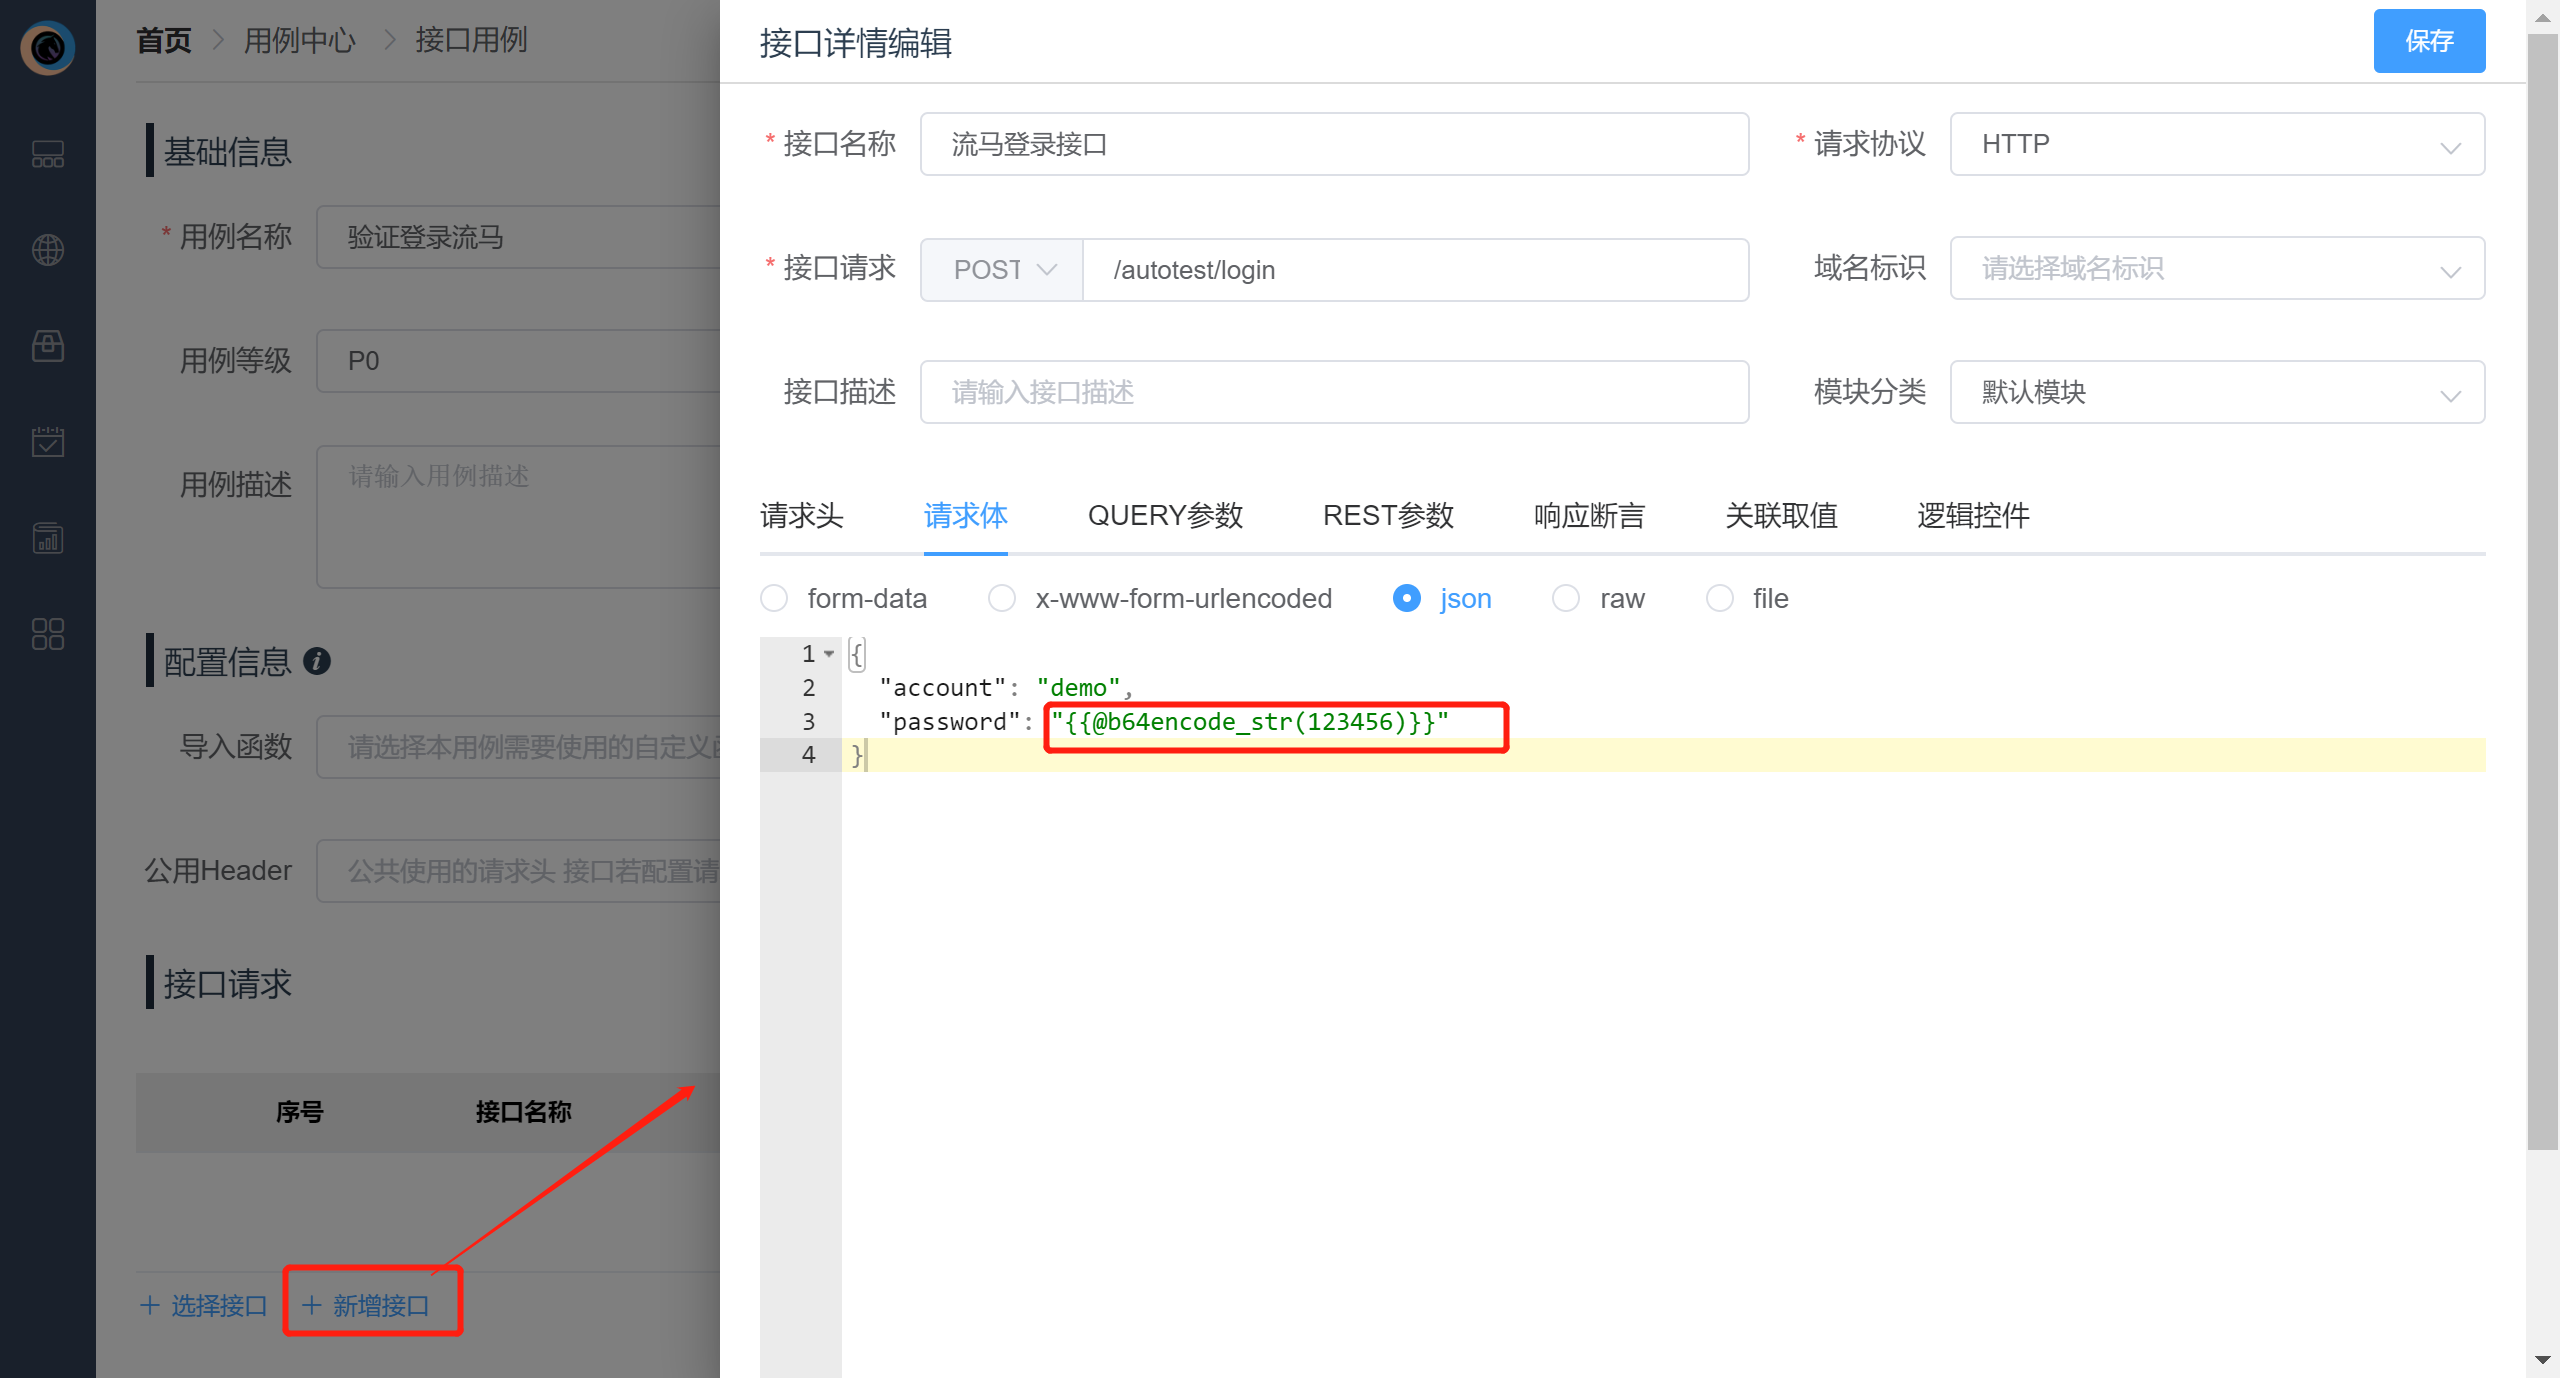 首页 > 用例中心 > 接口用例
基础信息
* 用例名称 验证登录流马
用例等级 P0
用例描述 请输入用例描述
配置信息
导入函数 请选择本用例需要使用的自定义
公用Header 公共使用的请求头 接口若配置请
接口请求
序号 接口名称
+ 选择接口 + 新增接口
接口详情编辑 保存
* 接口名称 流马登录接口 * 请求协议 HTTP
* 接口请求 POST /autotest/login 域名标识 请选择域名标识
接口描述 请输入接口描述 模块分类 默认模块
请求头 请求体 QUERY参数 REST参数 响应断言 关联取值 逻辑控件
form-data x-www-form-urlencoded json raw file
1 {
2 "account": "demo",
3 "password": "{{@b64encode_str(123456)}}"
4 }